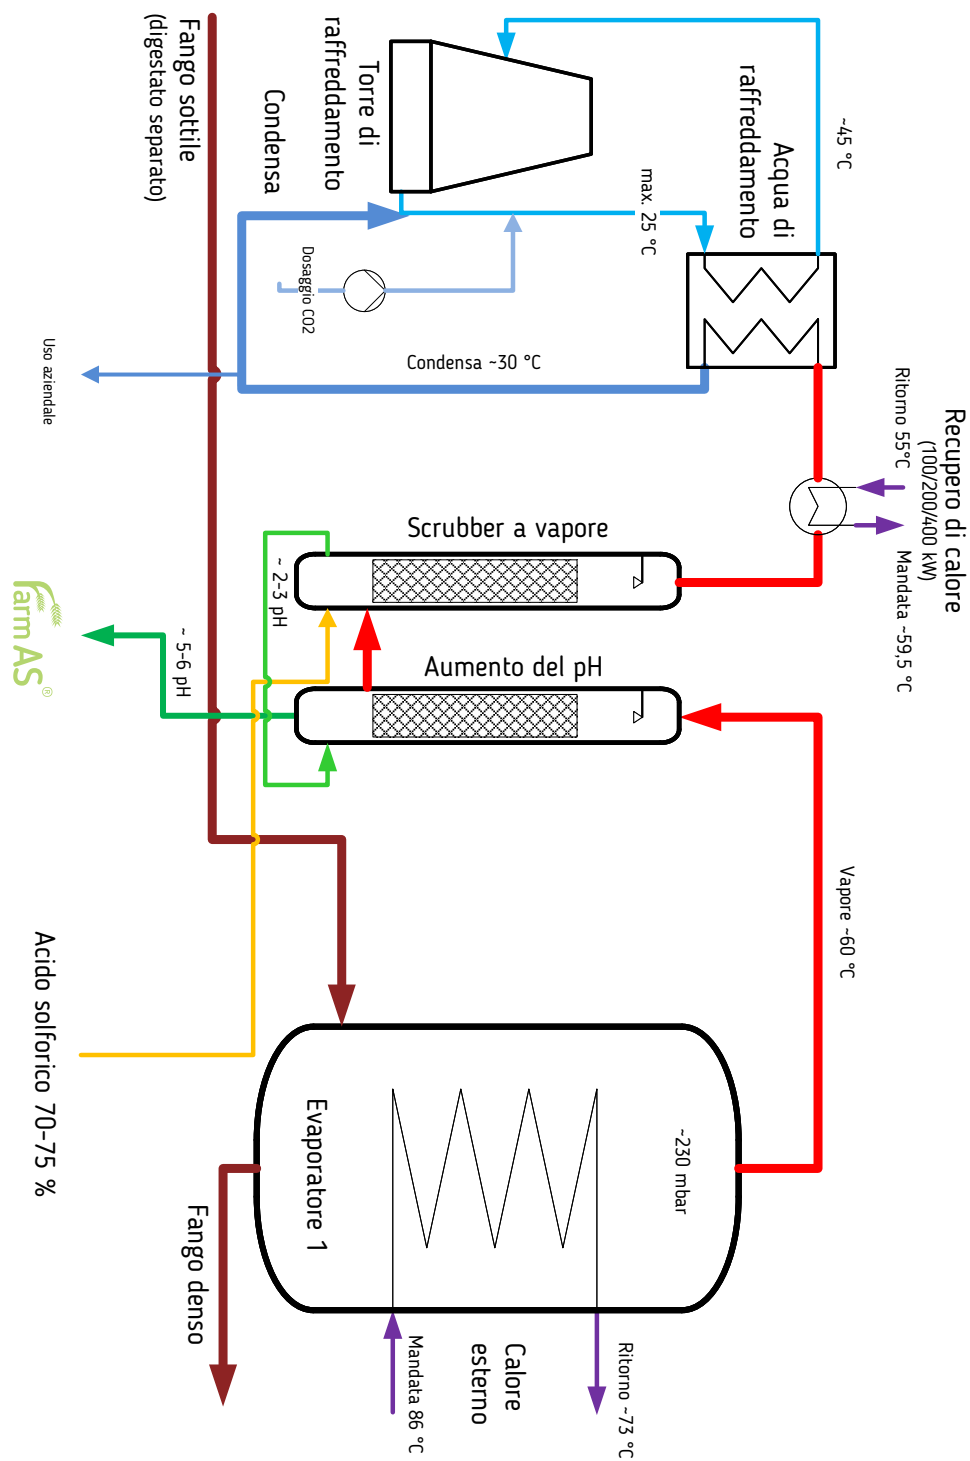 Recupero di calore
(100/200/400 kW)
Ritorno 55°C
Mandata ~59,5 °C
~45 °C
Acqua di
raffreddamento
max. 25 °C
Torre di
raffreddamento
Condensa
Dosaggio CO2
Condensa ~30 °C
Fango sottile
(digestato separato)
Uso aziendale
Scrubber a vapore
~ 2-3 pH
Aumento del pH
~ 5-6 pH
Vapore ~60 °C
~230 mbar
Evaporatore 1
Ritorno ~73 °C
Calore
esterno
Mandata 86 °C
Fango denso
Acido solforico 70-75 %
FarmAS®